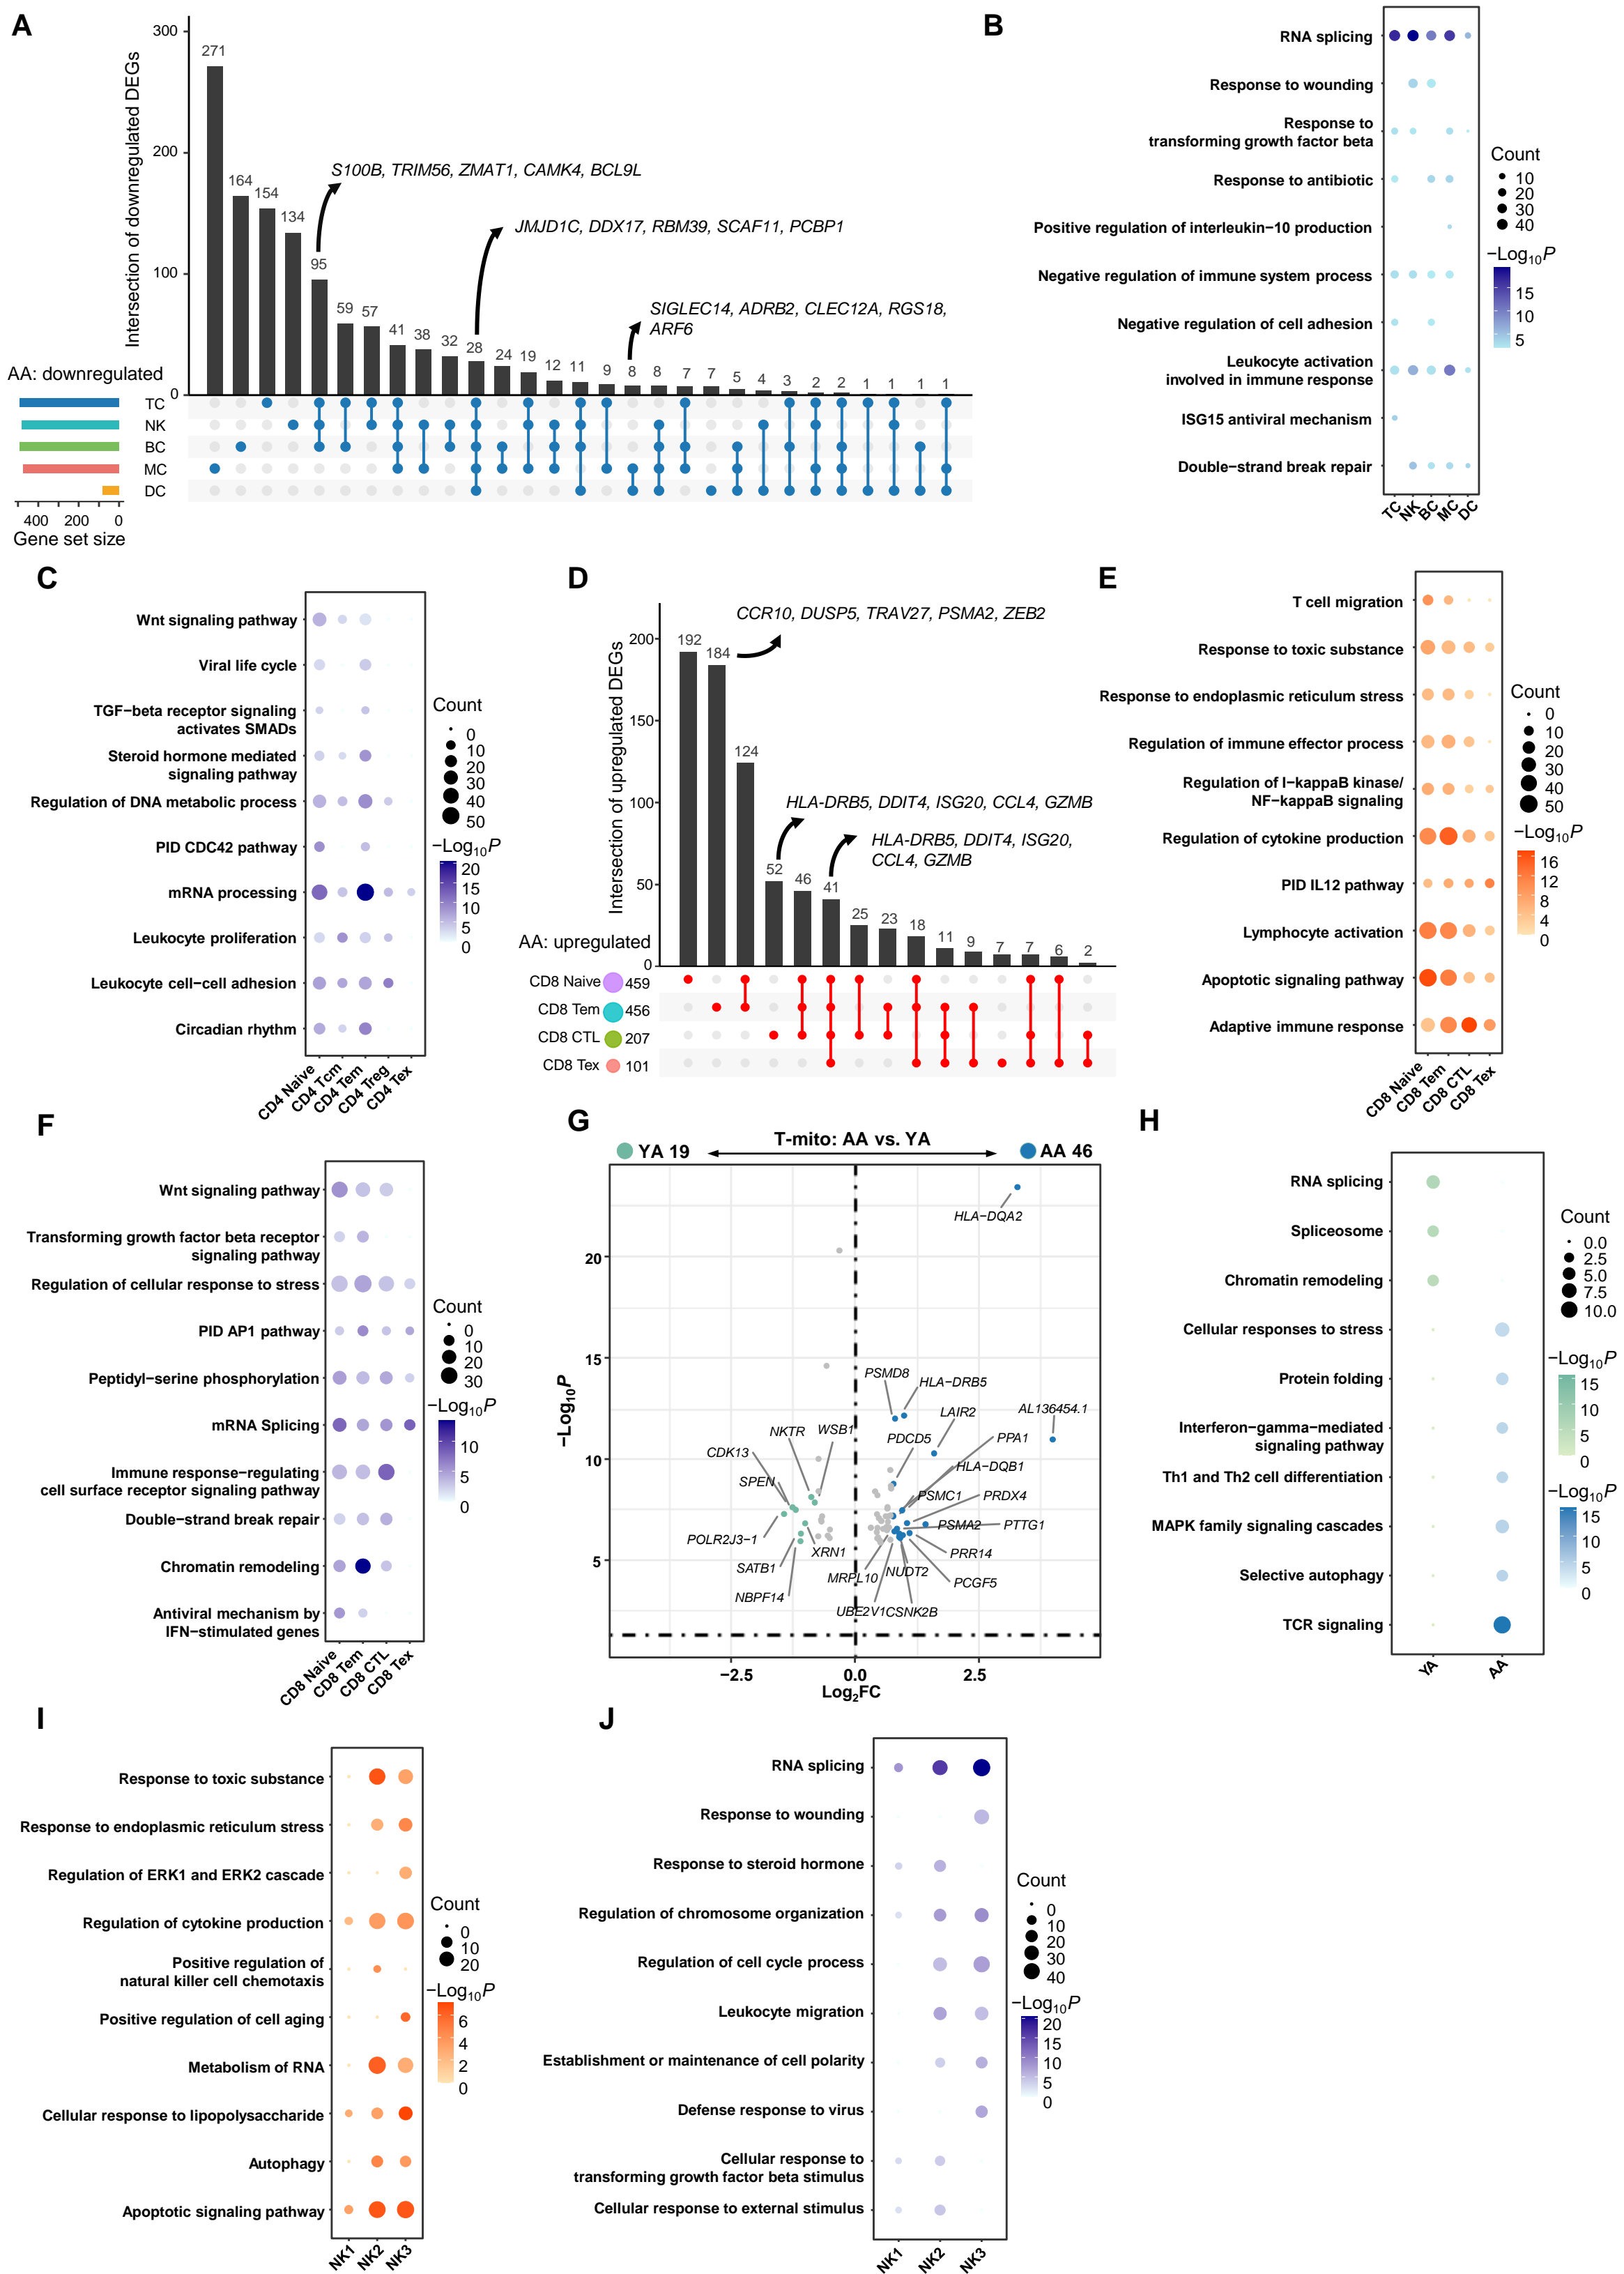 A
Intersection of downregulated DEGs
300
200
100
0
271
164
154
134
95
59
57
41
38
32
28
24
19
12
11
9
8
8
7
7
5
4
3
2
2
1
1
1
1
S100B, TRIM56, ZMAT1, CAMK4, BCL9L
JMJD1C, DDX17, RBM39, SCAF11, PCBP1
SIGLEC14, ADRB2, CLEC12A, RGS18,
ARF6
AA: downregulated
TC
NK
BC
MC
DC
400 200 0
Gene set size
B
RNA splicing
Response to wounding
Response to
transforming growth factor beta
Response to antibiotic
Positive regulation of interleukin−10 production
Negative regulation of immune system process
Negative regulation of cell adhesion
Leukocyte activation
involved in immune response
ISG15 antiviral mechanism
Double−strand break repair
TC NK BC MC DC
Count
10
20
30
40
−Log10P
15
10
5
C
Wnt signaling pathway
Viral life cycle
TGF−beta receptor signaling
activates SMADs
Steroid hormone mediated
signaling pathway
Regulation of DNA metabolic process
PID CDC42 pathway
mRNA processing
Leukocyte proliferation
Leukocyte cell−cell adhesion
Circadian rhythm
CD4 Naive CD4 Tcm CD4 Tem CD4 Treg CD4 Tex
Count
0
10
20
30
40
50
−Log10P
20
15
10
5
0
D
Intersection of upregulated DEGs
200
150
100
50
0
192
184
124
52
46
41
25
23
18
11
9
7
7
6
2
CCR10, DUSP5, TRAV27, PSMA2, ZEB2
HLA-DRB5, DDIT4, ISG20, CCL4, GZMB
HLA-DRB5, DDIT4, ISG20,
CCL4, GZMB
AA: upregulated
CD8 Naive 459
CD8 Tem 456
CD8 CTL 207
CD8 Tex 101
E
T cell migration
Response to toxic substance
Response to endoplasmic reticulum stress
Regulation of immune effector process
Regulation of I−kappaB kinase/
NF−kappaB signaling
Regulation of cytokine production
PID IL12 pathway
Lymphocyte activation
Apoptotic signaling pathway
Adaptive immune response
CD8 Naive CD8 Tem CD8 CTL CD8 Tex
Count
0
10
20
30
40
50
−Log10P
16
12
8
4
0
F
Wnt signaling pathway
Transforming growth factor beta receptor
signaling pathway
Regulation of cellular response to stress
PID AP1 pathway
Peptidyl−serine phosphorylation
mRNA Splicing
Immune response−regulating
cell surface receptor signaling pathway
Double−strand break repair
Chromatin remodeling
Antiviral mechanism by
IFN−stimulated genes
CD8 Naive CD8 Tem CD8 CTL CD8 Tex
Count
0
10
20
30
−Log10P
10
5
0
G
T-mito: AA vs. YA
YA 19
AA 46
−Log10P
20
15
10
5
HLA−DQA2
PSMD8
HLA−DRB5
LAIR2
AL136454.1
NKTR
WSB1
PDCD5
PPA1
CDK13
HLA−DQB1
SPEN
PSMC1
PRDX4
POLR2J3−1
PSMA2
PTTG1
XRN1
PRR14
SATB1
MRPL10
NUDT2
PCGF5
NBPF14
UBE2V1
CSNK2B
−2.5 0.0 2.5
Log2FC
H
RNA splicing
Spliceosome
Chromatin remodeling
Cellular responses to stress
Protein folding
Interferon−gamma−mediated
signaling pathway
Th1 and Th2 cell differentiation
MAPK family signaling cascades
Selective autophagy
TCR signaling
YA AA
Count
0.0
2.5
5.0
7.5
10.0
−Log10P
15
10
5
0
−Log10P
15
10
5
0
I
Response to toxic substance
Response to endoplasmic reticulum stress
Regulation of ERK1 and ERK2 cascade
Regulation of cytokine production
Positive regulation of
natural killer cell chemotaxis
Positive regulation of cell aging
Metabolism of RNA
Cellular response to lipopolysaccharide
Autophagy
Apoptotic signaling pathway
NK1 NK2 NK3
Count
0
10
20
−Log10P
6
4
2
0
J
RNA splicing
Response to wounding
Response to steroid hormone
Regulation of chromosome organization
Regulation of cell cycle process
Leukocyte migration
Establishment or maintenance of cell polarity
Defense response to virus
Cellular response to
transforming growth factor beta stimulus
Cellular response to external stimulus
NK1 NK2 NK3
Count
0
10
20
30
40
−Log10P
20
15
10
5
0